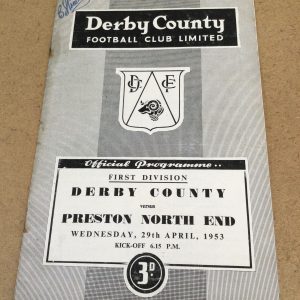 Derby County
FOOTBALL CLUB LIMITED
D C F C
Official Programme..
FIRST DIVISION
DERBY COUNTY
versus
PRESTON NORTH END
WEDNESDAY, 29th APRIL, 1953
KICK-OFF 6.15 P.M.
3D.